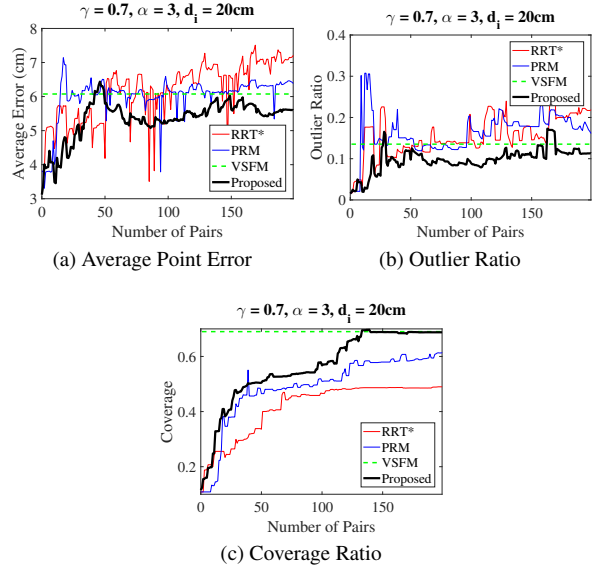 γ = 0.7, α = 3, d_i = 20cm
Average Error (cm)
8
7
6
5
4
3
0
50
100
150
Number of Pairs
RRT*
PRM
VSFM
Proposed
(a) Average Point Error
γ = 0.7, α = 3, d_i = 20cm
Outlier Ratio
0.4
0.3
0.2
0.1
0
0
50
100
150
Number of Pairs
RRT*
PRM
VSFM
Proposed
(b) Outlier Ratio
γ = 0.7, α = 3, d_i = 20cm
Coverage
0.6
0.4
0.2
0
50
100
150
Number of Pairs
RRT*
PRM
VSFM
Proposed
(c) Coverage Ratio